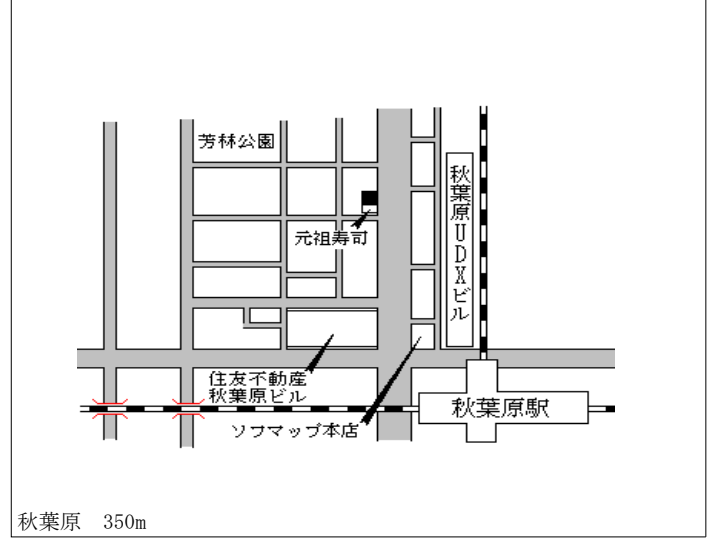 芳林公園
秋葉原UDXビル
元祖寿司
住友不動産
秋葉原ビル
ソフマップ本店
秋葉原駅
秋葉原　350m